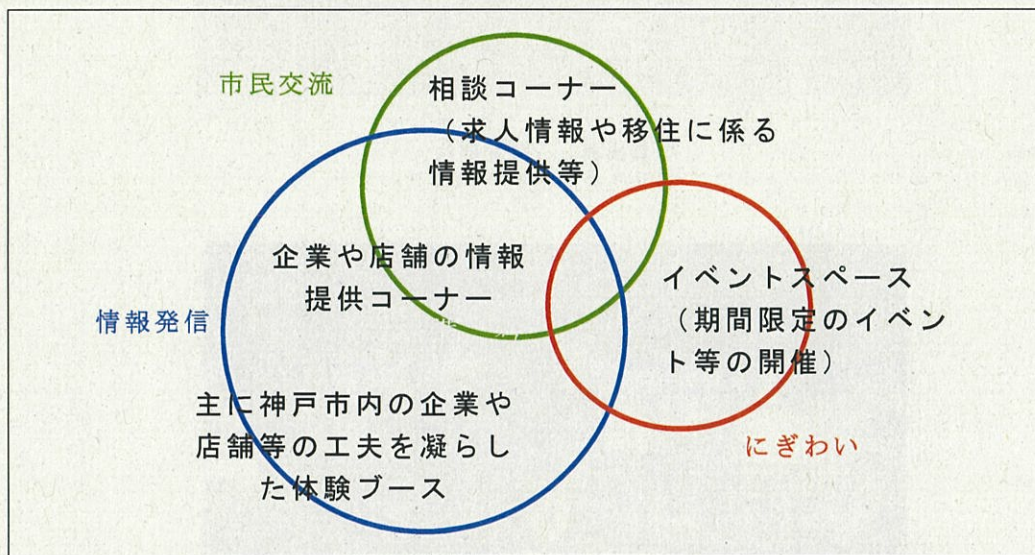 市民交流
相談コーナー
（求人情報や移住に係る
情報提供等）
企業や店舗の情報
提供コーナー
情報発信
イベントスペース
（期間限定のイベン
ト等の開催）
主に神戸市内の企業や
店舗等の工夫を凝らし
た体験ブース
にぎわい